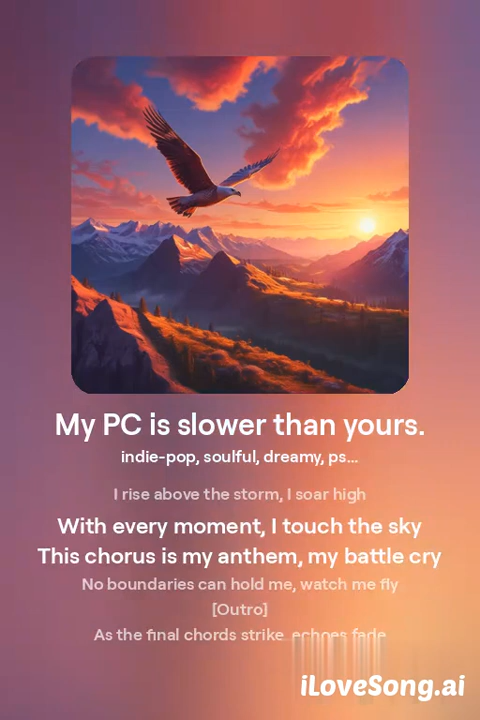 My PC is slower than yours.
indie-pop, soulful, dreamy, ps...
I rise above the storm, I soar high
With every moment, I touch the sky
This chorus is my anthem, my battle cry
No boundaries can hold me, watch me fly
[Outro]
As the final chords strike echoes fade
iLoveSong.ai